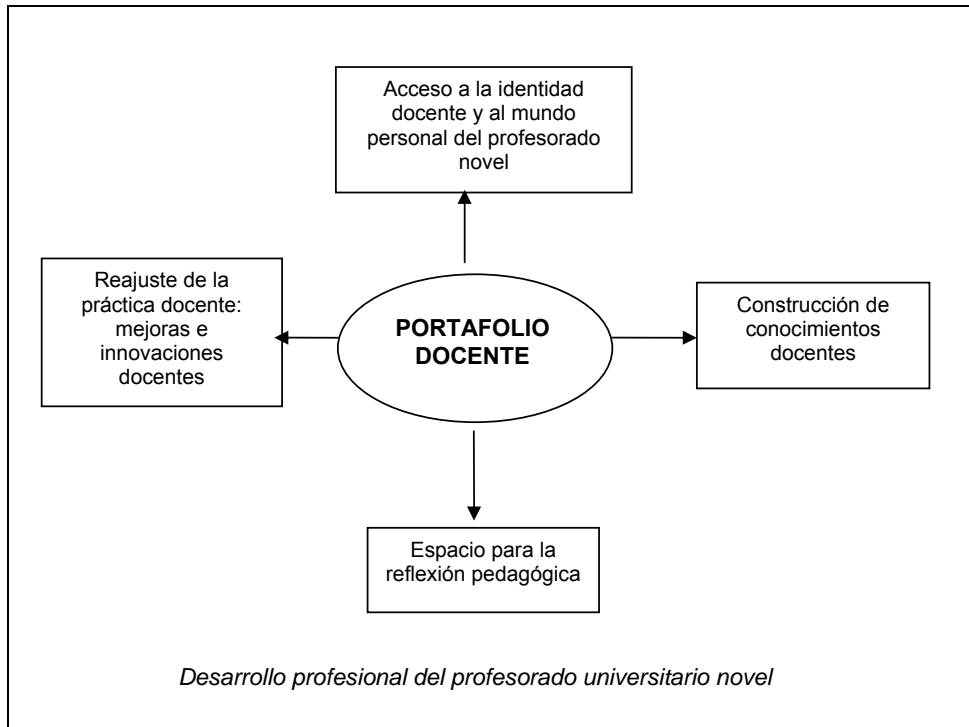 Acceso a la identidad
docente y al mundo
personal del profesorado
novel
Reajuste de la
práctica docente:
mejoras e
innovaciones
docentes
PORTAFOLIO
DOCENTE
Construcción de
conocimientos
docentes
Espacio para la
reflexión pedagógica
Desarrollo profesional del profesorado universitario novel